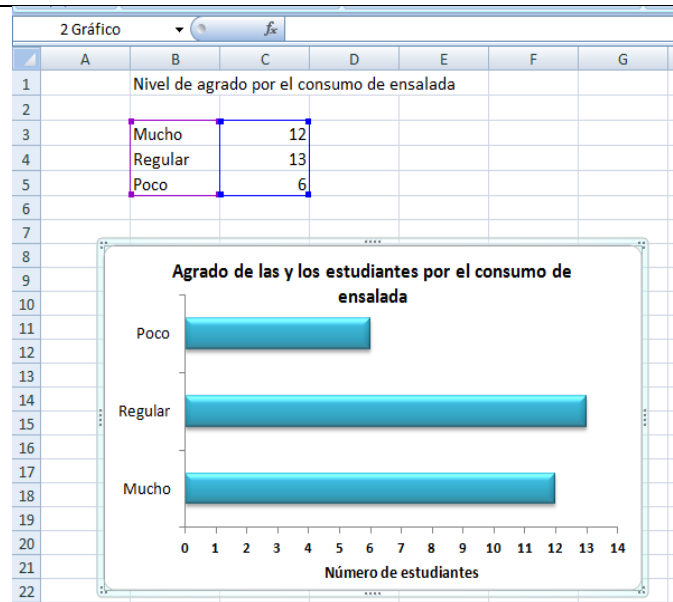 2 Gráfico fx
A B C D E F G
1 Nivel de agrado por el consumo de ensalada
2
3 Mucho 12
4 Regular 13
5 Poco 6
6
7
8
9
10
11
12
13
14
15
16
17
18
19
20
21
22
Agrado de las y los estudiantes por el consumo de
ensalada
Poco
Regular
Mucho
0 1 2 3 4 5 6 7 8 9 10 11 12 13 14
Número de estudiantes